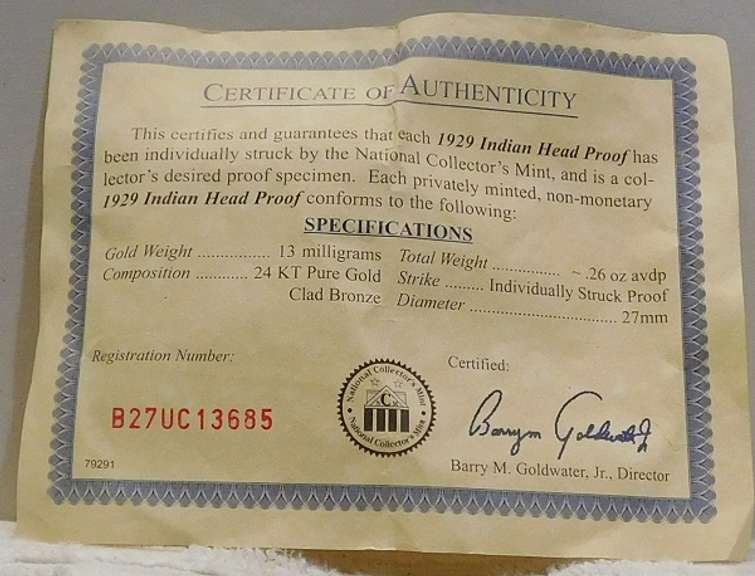 CERTIFICATE OF AUTHENTICITY
This certifies and guarantees that each 1929 Indian Head Proof has
been individually struck by the National Collector's Mint, and is a col-
lector's desired proof specimen. Each privately minted, non-monetary
1929 Indian Head Proof conforms to the following:
SPECIFICATIONS
Gold Weight ................ 13 milligrams
Composition ........... 24 KT Pure Gold
Clad Bronze
Total Weight ............... ~ .26 oz avdp
Strike ........ Individually Struck Proof
Diameter ................................. 27mm
Registration Number:
B27UC13685
79291
National Collector's Mint
C
National Collector's Mint
Certified:
Barry M Goldwater Jr
Barry M. Goldwater, Jr., Director